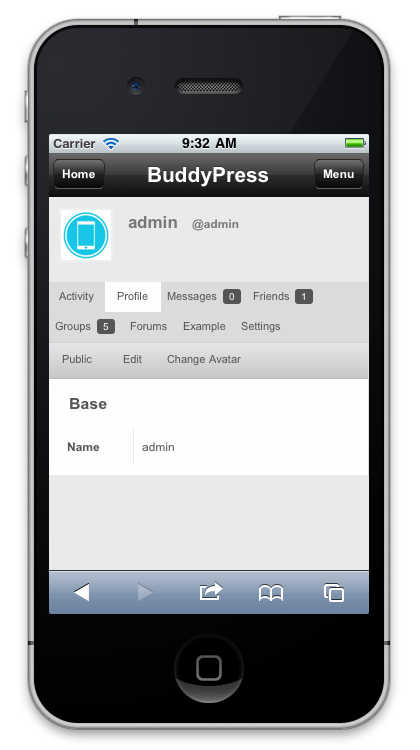 Carrier 9:32 AM
Home BuddyPress Menu
admin @admin
Activity Profile Messages 0 Friends 1
Groups 5 Forums Example Settings
Public Edit Change Avatar
Base
Name admin